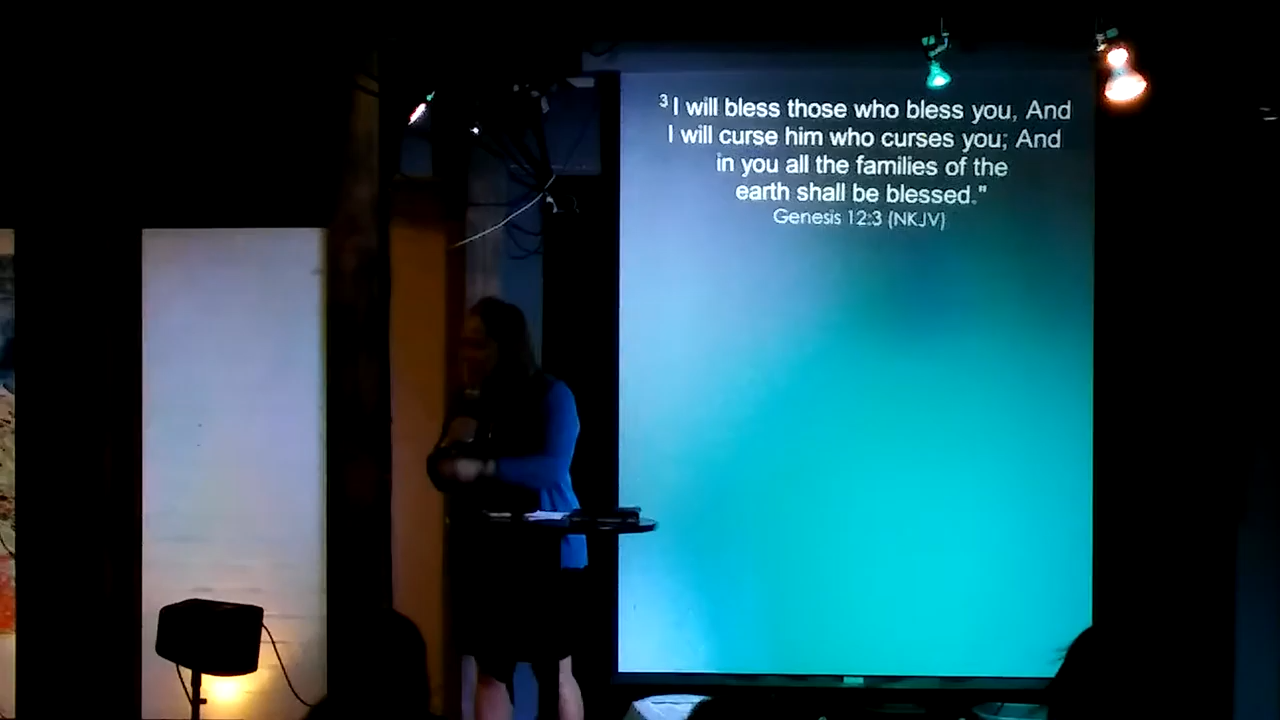 3 I will bless those who bless you, And
I will curse him who curses you; And
in you all the families of the
earth shall be blessed."
Genesis 12:3 (NKJV)